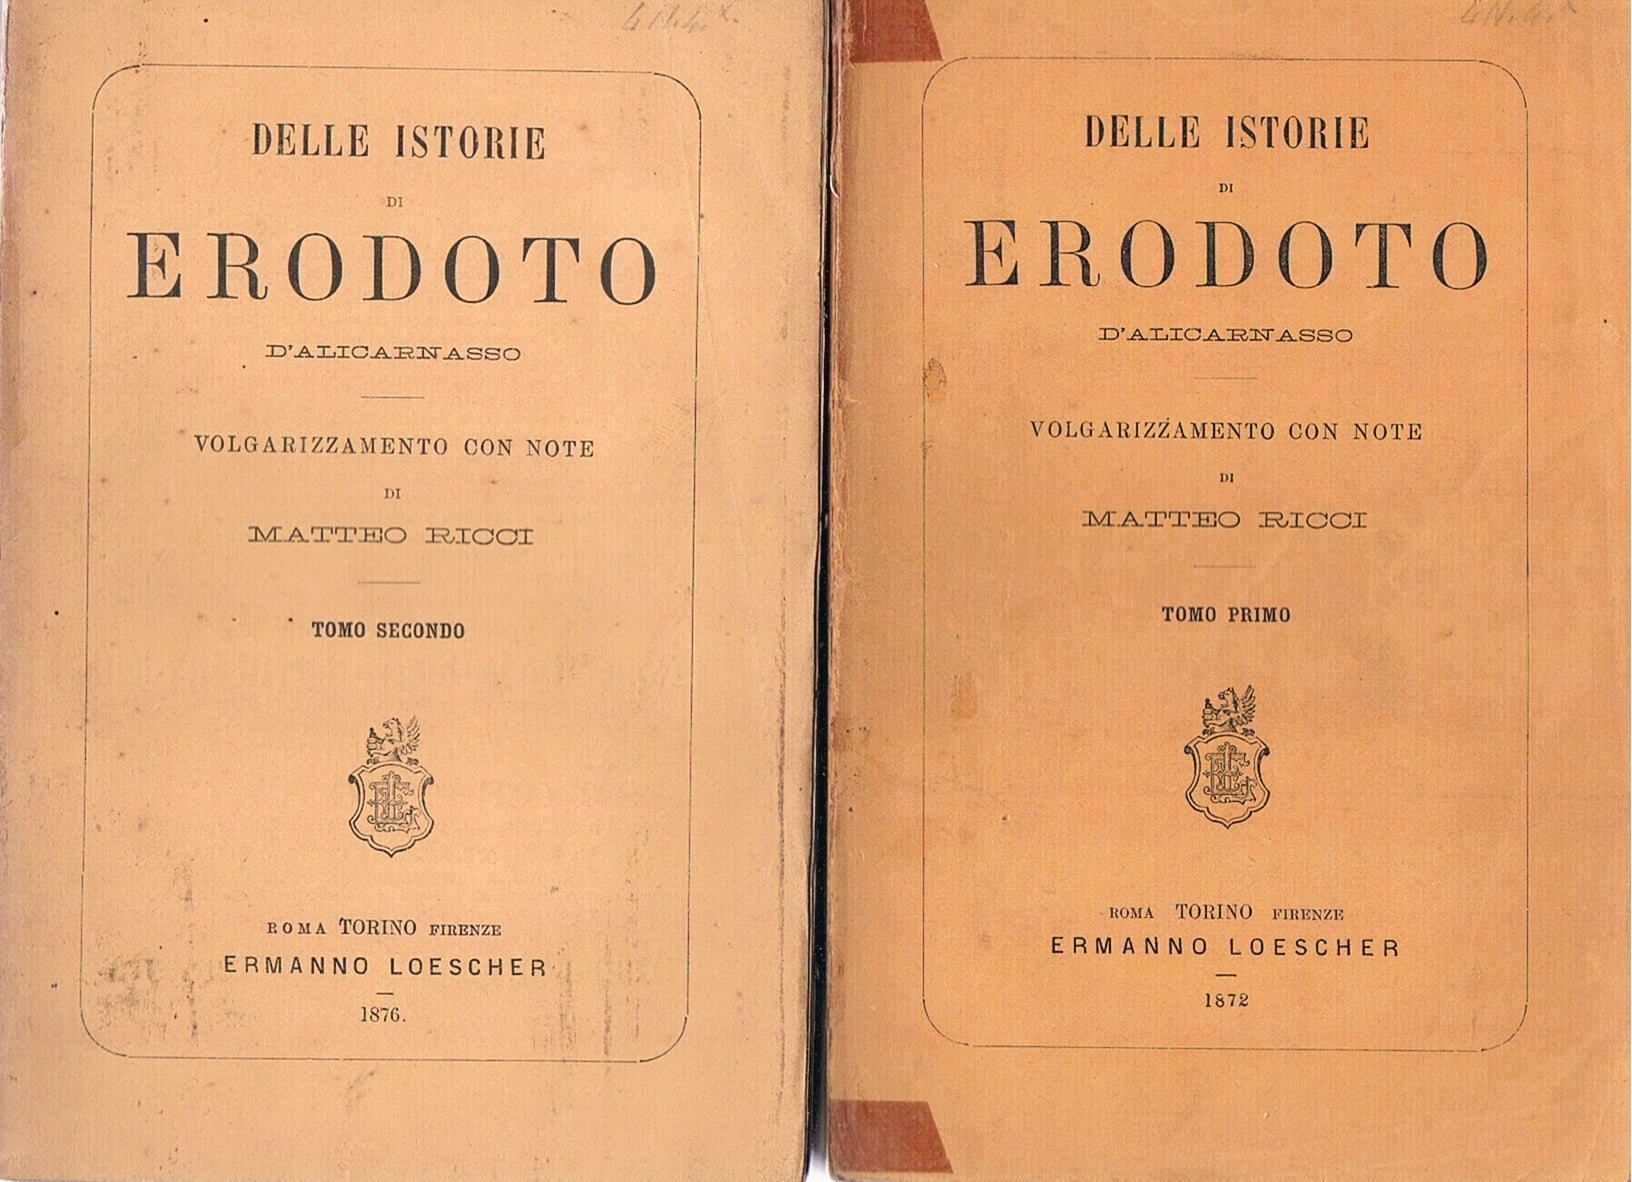 DELLE ISTORIE
DI
ERODOTO
D'ALICARNASSO
VOLGARIZZAMENTO CON NOTE
DI
MATTEO RICCI
TOMO SECONDO
ROMA TORINO FIRENZE
ERMANNO LOESCHER
1876.
DELLE ISTORIE
DI
ERODOTO
D'ALICARNASSO
VOLGARIZZAMENTO CON NOTE
DI
MATTEO RICCI
TOMO PRIMO
ROMA TORINO FIRENZE
ERMANNO LOESCHER
1872